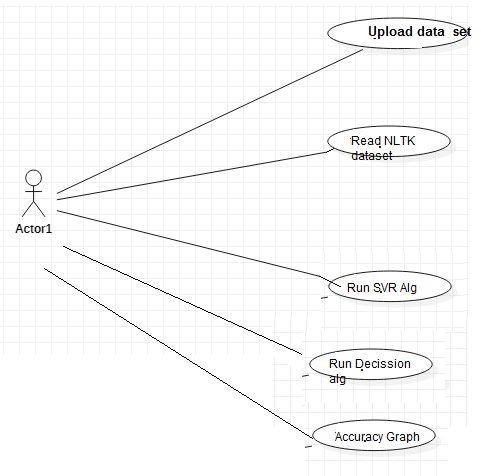 Upload data set
Read NLTK
dataset
Actor1
Run SVR Alg
Run Decission
alg
Accuracy Graph